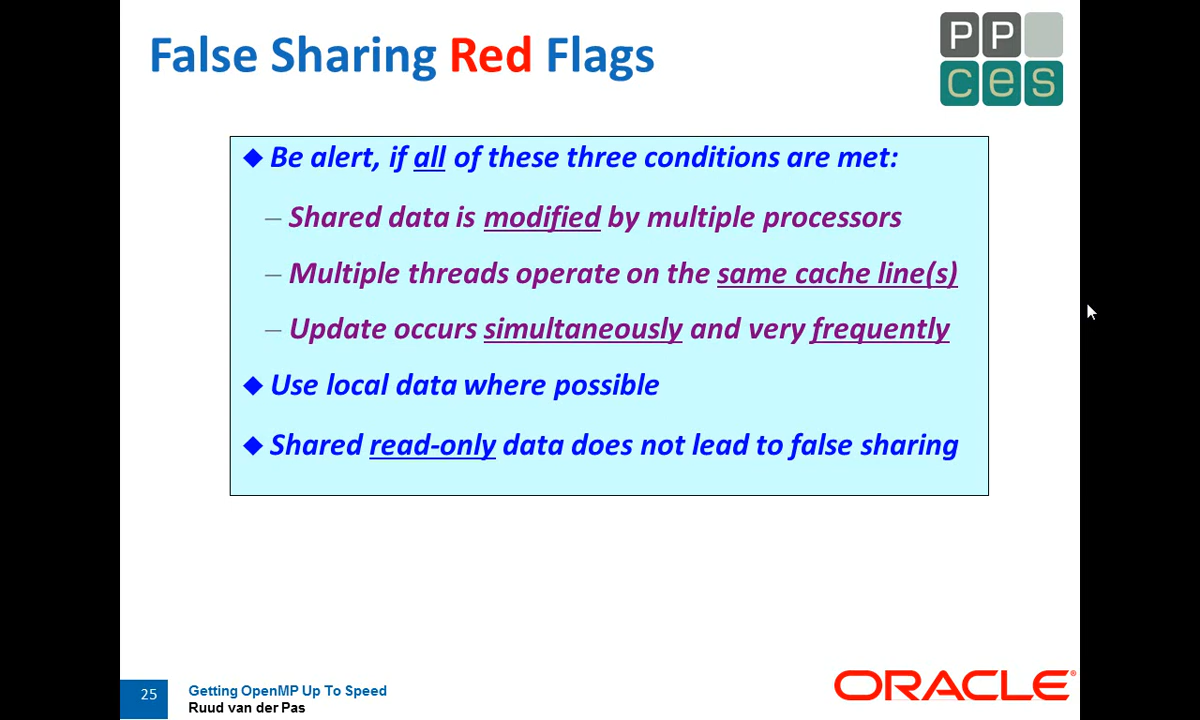 False Sharing Red Flags
PP
ces
◆ Be alert, if all of these three conditions are met:
– Shared data is modified by multiple processors
– Multiple threads operate on the same cache line(s)
– Update occurs simultaneously and very frequently
◆ Use local data where possible
◆ Shared read-only data does not lead to false sharing
25
Getting OpenMP Up To Speed
Ruud van der Pas
ORACLE®